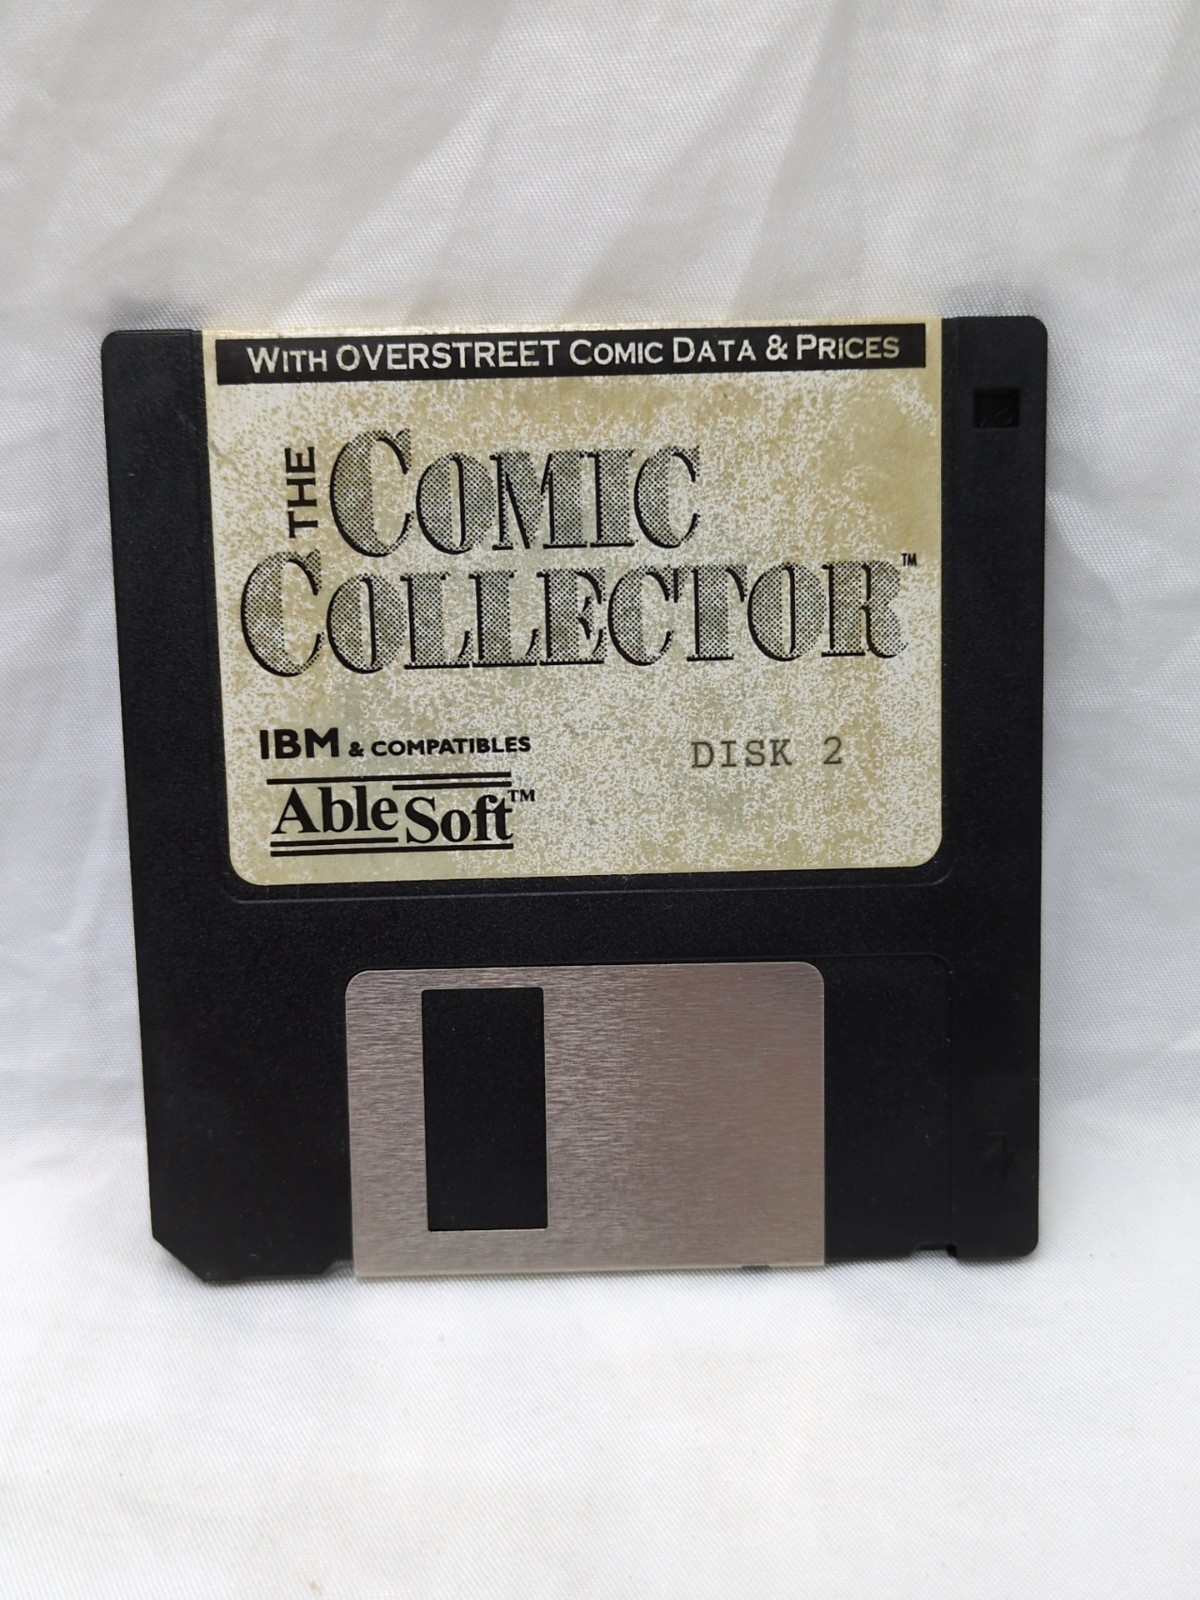 WITH OVERSTREET COMIC DATA & PRICES
THE COMIC
COLLECTOR™
IBM & COMPATIBLES
DISK 2
AbleSoft™